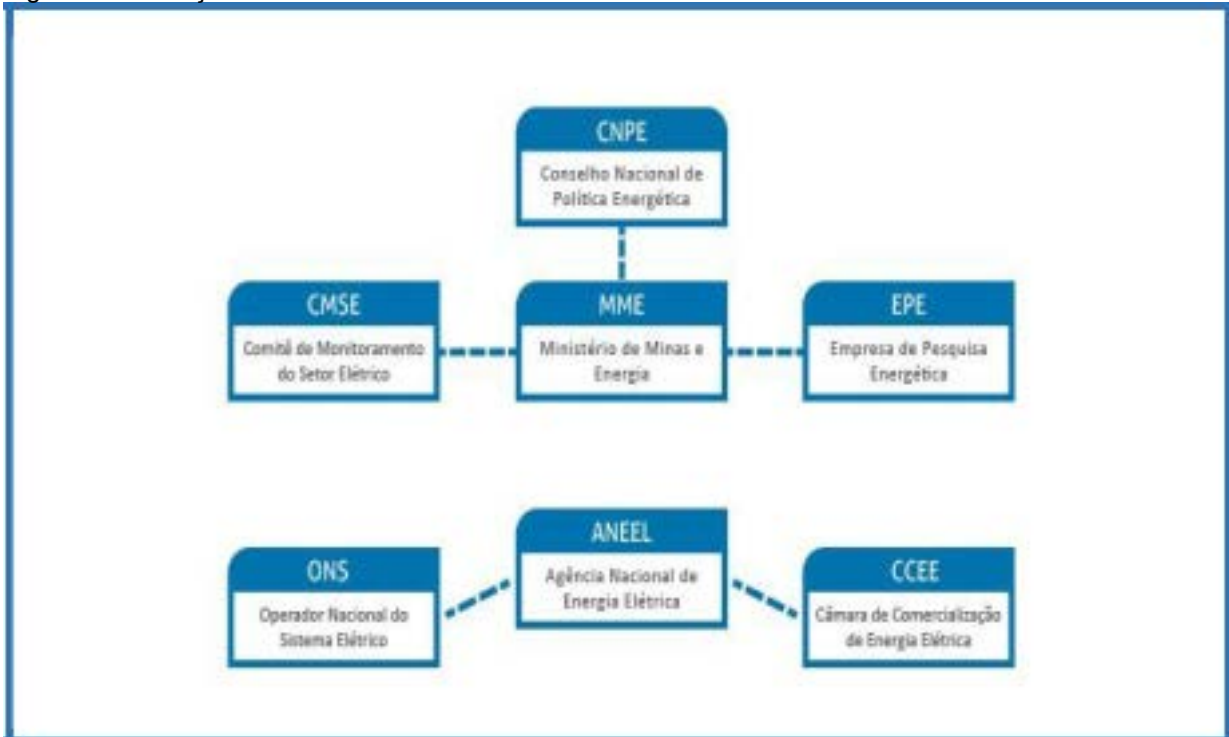 CNPE
Conselho Nacional de
Política Energética
CMSE
Comitê de Monitoramento
do Setor Elétrico
MME
Ministério de Minas e
Energia
EPE
Empresa de Pesquisa
Energética
ONS
Operador Nacional do
Sistema Elétrico
ANEEL
Agência Nacional de
Energia Elétrica
CCEE
Câmara de Comercialização
de Energia Elétrica